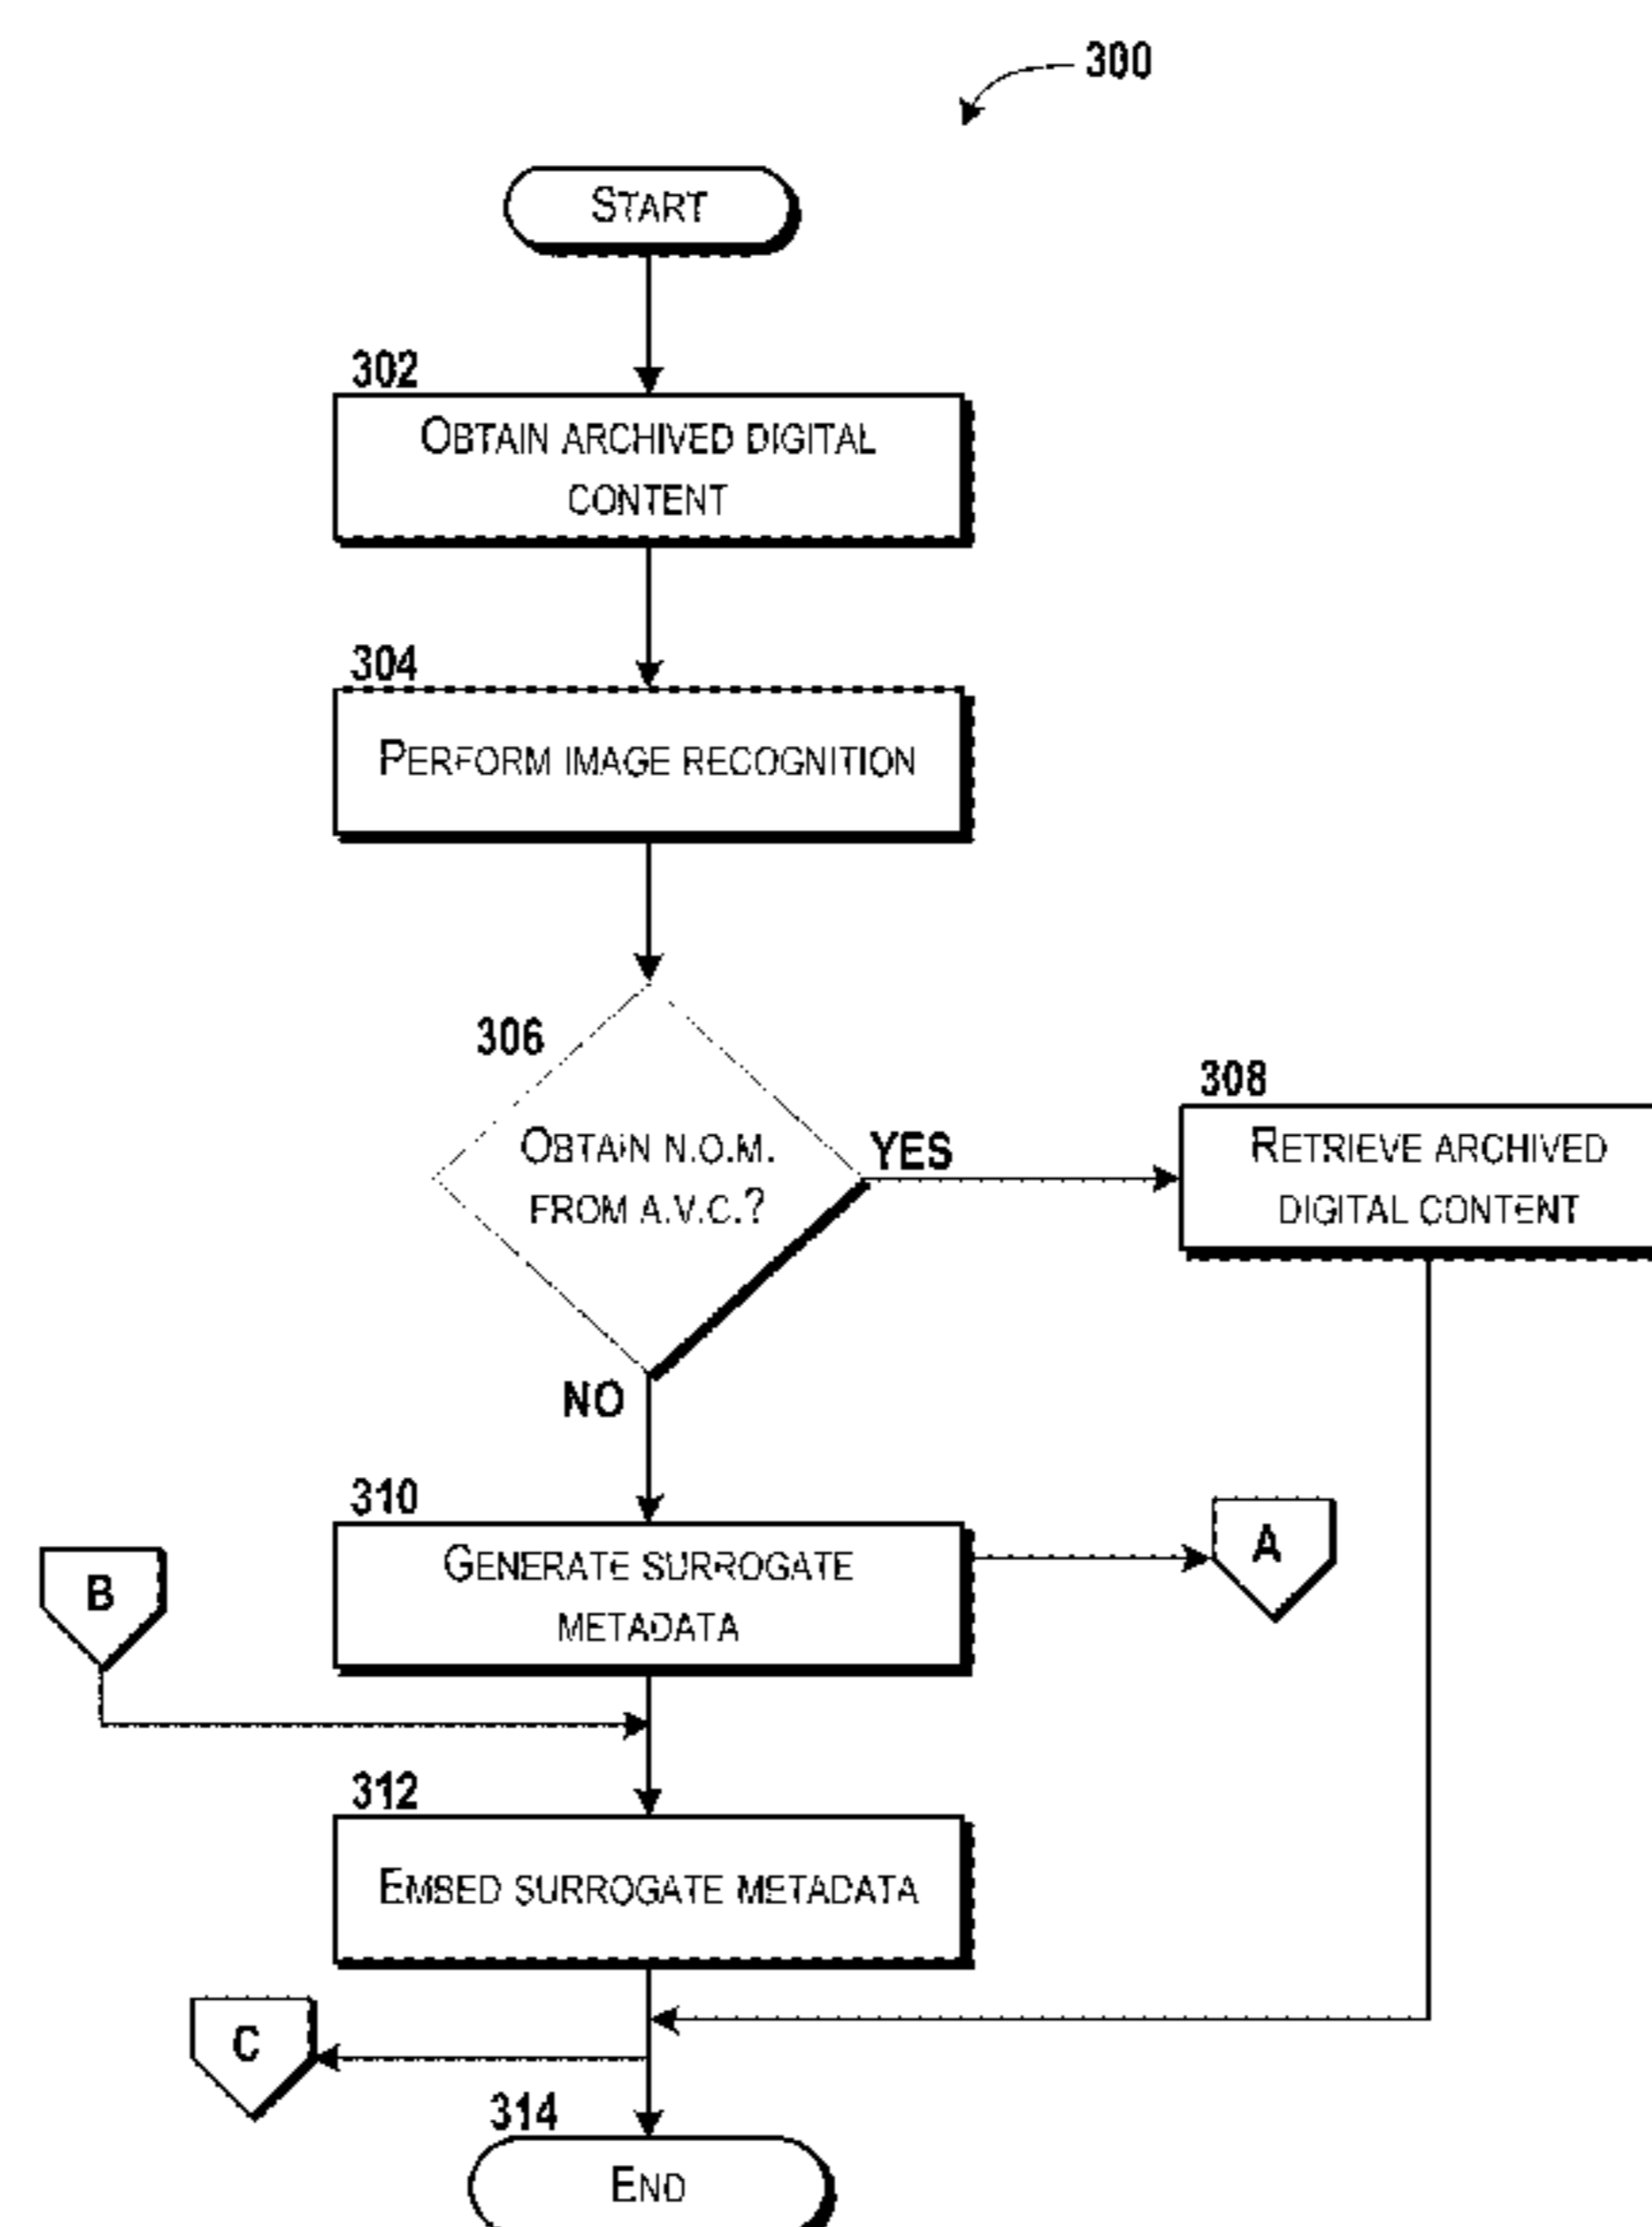 300
START
302
OBTAIN ARCHIVED DIGITAL
CONTENT
304
PERFORM IMAGE RECOGNITION
306
OBTAIN N.O.M.
FROM A.V.C.?
YES
308
RETRIEVE ARCHIVED
DIGITAL CONTENT
NO
310
GENERATE SURROGATE
METADATA
A
B
312
EMBED SURROGATE METADATA
C
314
END